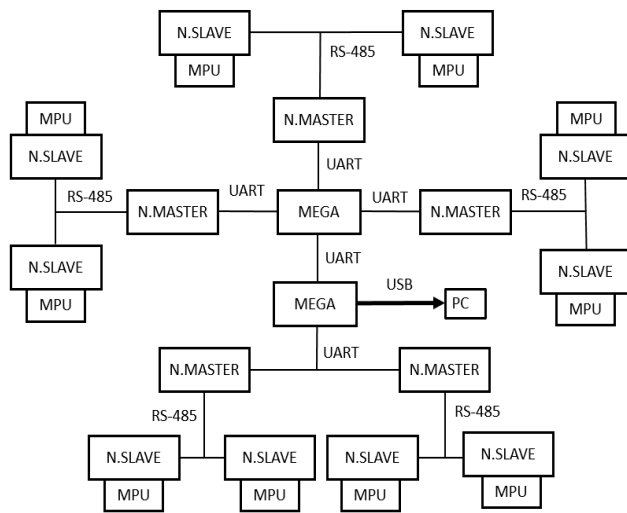 N.SLAVE N.SLAVE
RS-485
MPU MPU
MPU MPU
N.MASTER
N.SLAVE N.SLAVE
UART
RS-485 UART UART RS-485
N.MASTER MEGA N.MASTER
N.SLAVE UART N.SLAVE
MPU USB MPU
MEGA PC
UART
N.MASTER N.MASTER
RS-485 RS-485
N.SLAVE N.SLAVE N.SLAVE N.SLAVE
MPU MPU MPU MPU